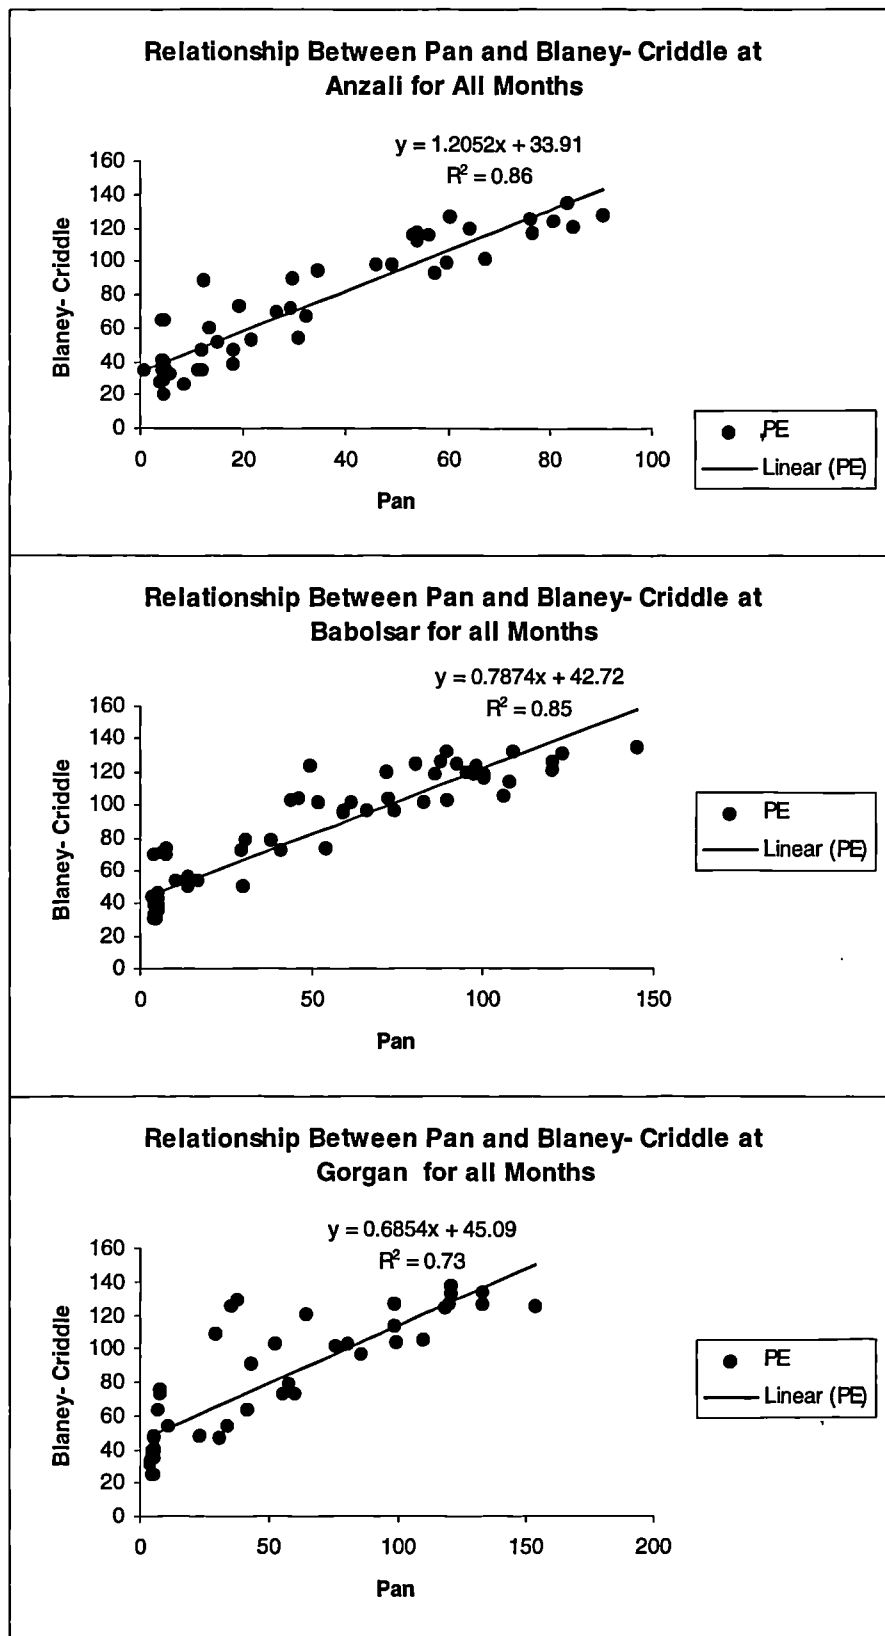 Relationship Between Pan and Blaney- Criddle at
Anzali for All Months
y = 1.2052x + 33.91
R² = 0.86
160
140
120
100
80
60
40
20
0
Blaney- Criddle
0 20 40 60 80 100
Pan
PE
Linear (PE)
Relationship Between Pan and Blaney- Criddle at
Babolsar for all Months
y = 0.7874x + 42.72
R² = 0.85
160
140
120
100
80
60
40
20
0
Blaney- Criddle
0 50 100 150
Pan
PE
Linear (PE)
Relationship Between Pan and Blaney- Criddle at
Gorgan for all Months
y = 0.6854x + 45.09
R² = 0.73
160
140
120
100
80
60
40
20
0
Blaney- Criddle
0 50 100 150 200
Pan
PE
Linear (PE)